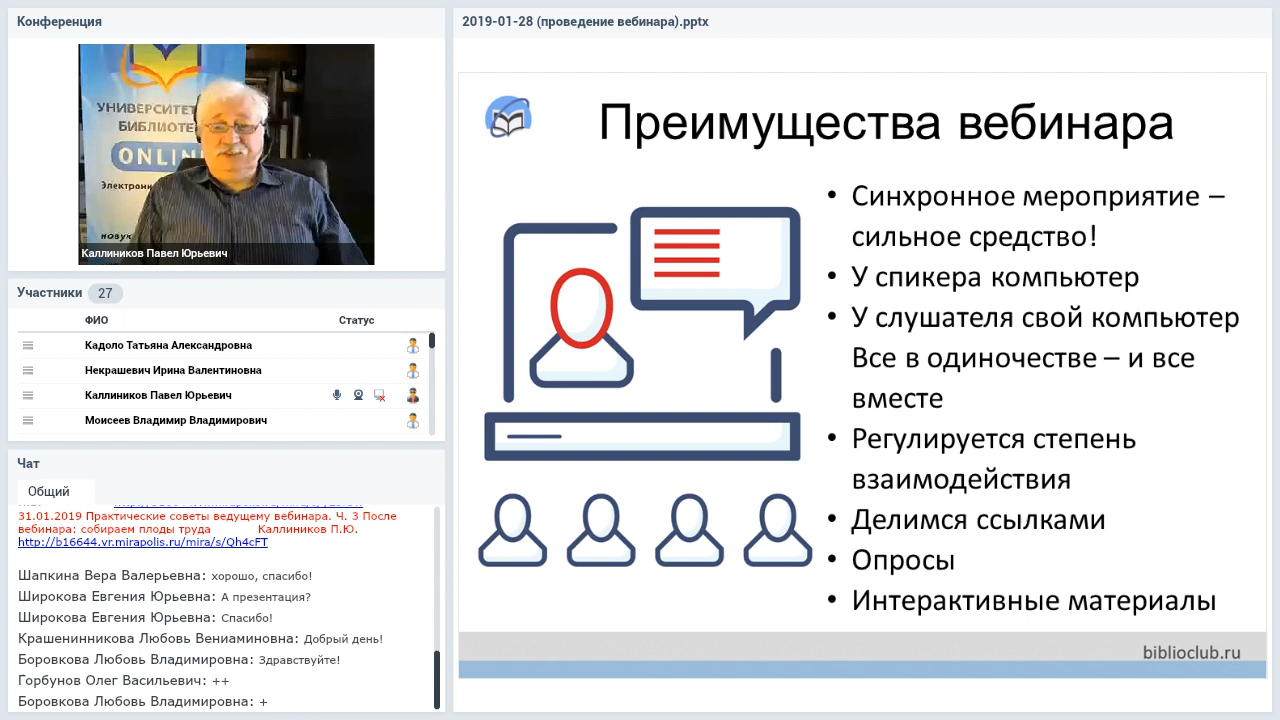 Конференция
УНИВЕРСИТЕТ
БИБЛИОТЕ
ONLIN
Каллиников Павел Юрьевич
Участники 27
ФИО Статус
Кадоло Татьяна Александровна
Некрашевич Ирина Валентиновна
Каллиников Павел Юрьевич
Моисеев Владимир Владимирович
Чат
Общий
31.01.2019 Практические советы ведущему вебинара. Ч. 3 После
вебинара: собираем плоды труда Каллиников П.Ю.
http://b16644.vr.mirapolis.ru/mira/s/Qh4cFT
Шапкина Вера Валерьевна: хорошо, спасибо!
Широкова Евгения Юрьевна: А презентация?
Широкова Евгения Юрьевна: Спасибо!
Крашенинникова Любовь Вениаминовна: Добрый день!
Боровкова Любовь Владимировна: Здравствуйте!
Горбунов Олег Васильевич: ++
Боровкова Любовь Владимировна: +
2019-01-28 (проведение вебинара).pptx
Преимущества вебинара
• Синхронное мероприятие –
сильное средство!
• У спикера компьютер
• У слушателя свой компьютер
Все в одиночестве – и все
вместе
• Регулируется степень
взаимодействия
• Делимся ссылками
• Опросы
• Интерактивные материалы
biblioclub.ru